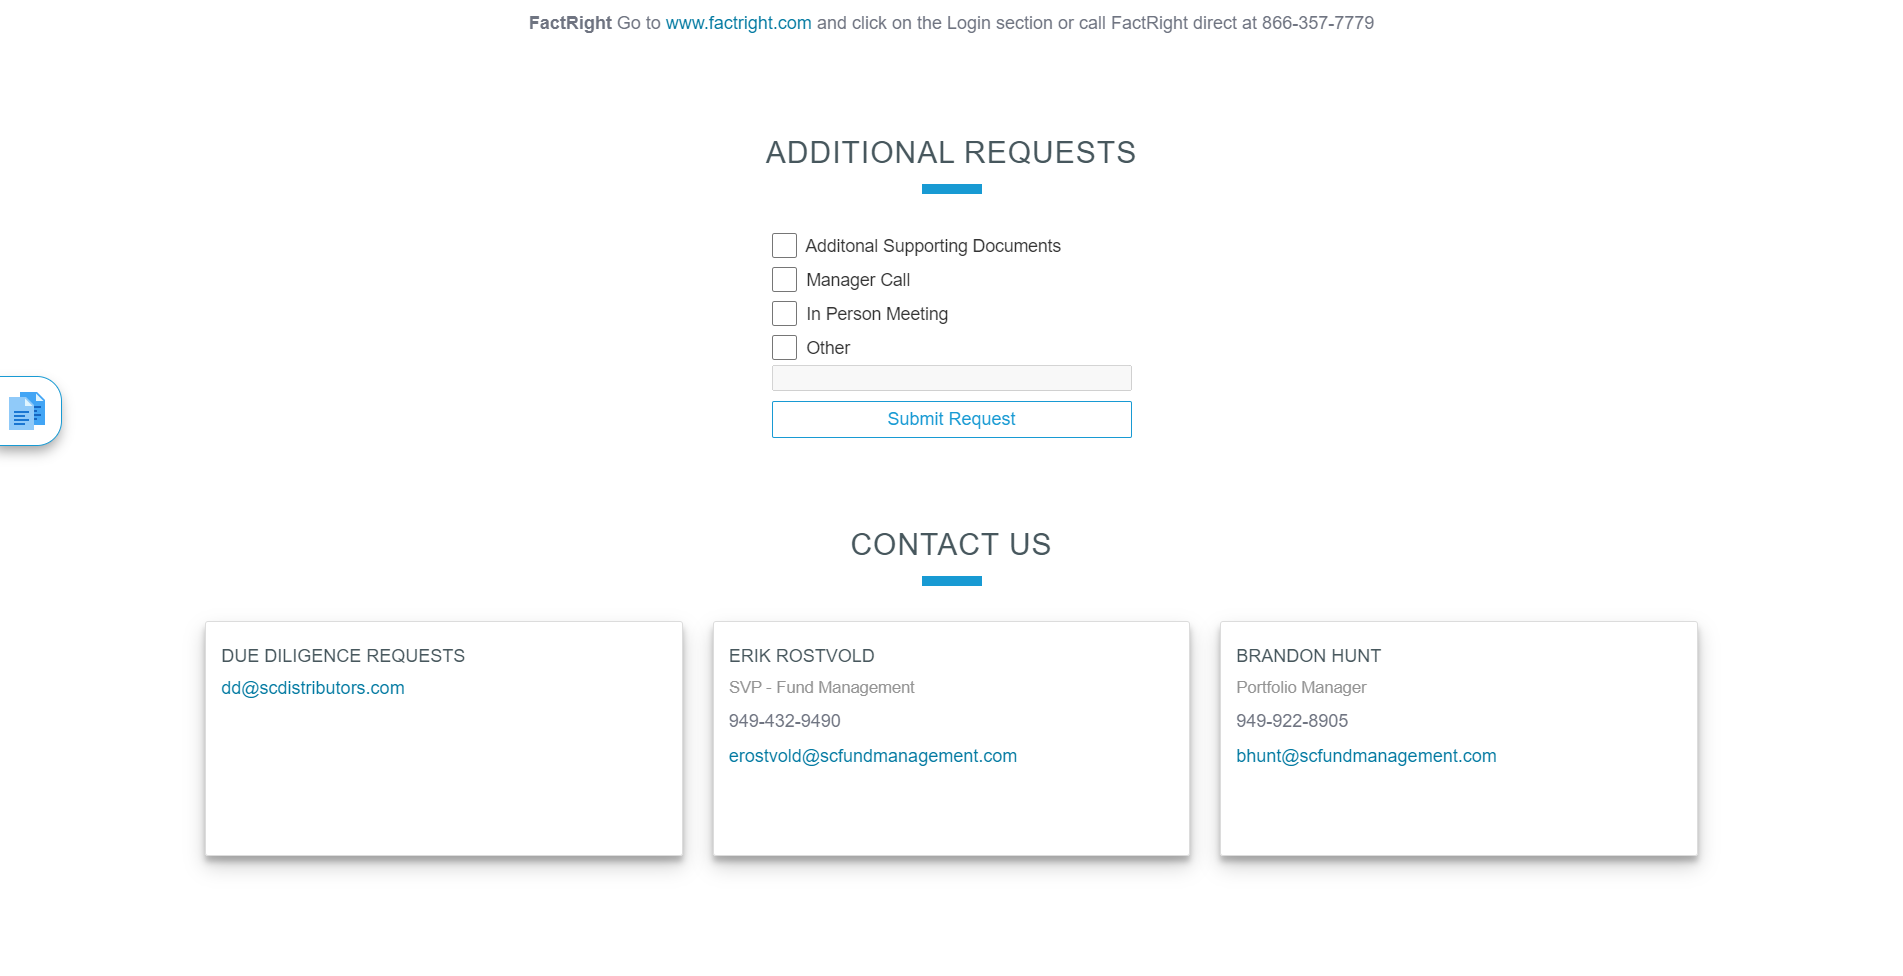 FactRight Go to www.factright.com and click on the Login section or call FactRight direct at 866-357-7779
ADDITIONAL REQUESTS
Additonal Supporting Documents
Manager Call
In Person Meeting
Other
Submit Request
CONTACT US
DUE DILIGENCE REQUESTS
dd@scdistributors.com
ERIK ROSTVOLD
SVP - Fund Management
949-432-9490
erostvold@scfundmanagement.com
BRANDON HUNT
Portfolio Manager
949-922-8905
bhunt@scfundmanagement.com